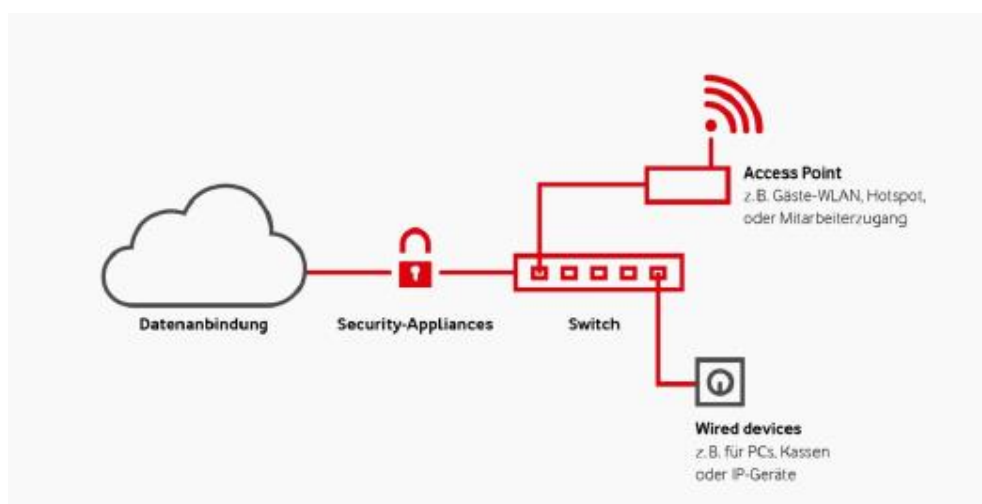 Access Point
z.B. Gäste-WLAN, Hotspot,
oder Mitarbeiterzugang
Datenanbindung
Security-Appliances
Switch
Wired devices
z.B. für PCs, Kassen
oder IP-Geräte